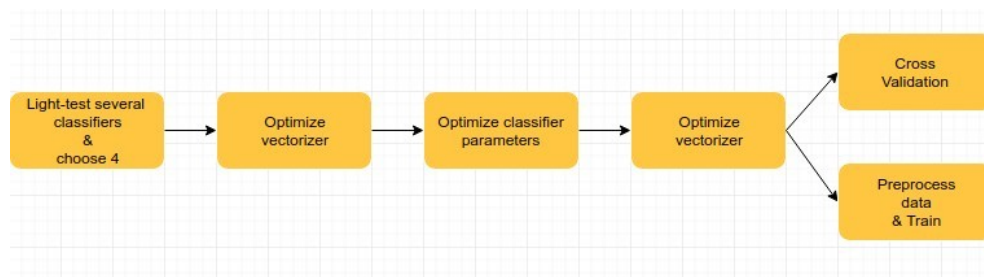 Light-test several
classifiers
&
choose 4
Optimize
vectorizer
Optimize classifier
parameters
Optimize
vectorizer
Cross
Validation
Preprocess
data
& Train